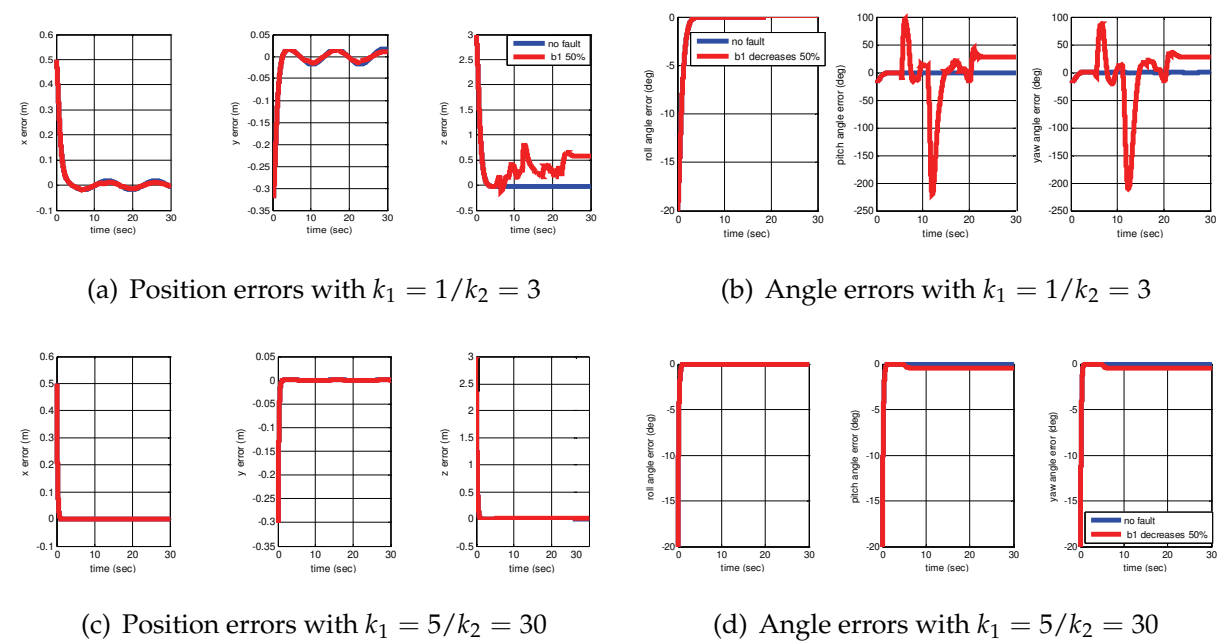 0.6
0.5
0.4
0.3
0.2
0.1
0
-0.1
0 10 20 30
x error (m)
time (sec)
0.05
0
-0.05
-0.1
-0.15
-0.2
-0.25
-0.3
-0.35
0 10 20 30
y error (m)
time (sec)
3
2.5
2
1.5
1
0.5
0
-0.5
0 10 20 30
z error (m)
time (sec)
no fault
b1 50%
0
-5
-10
-15
-20
0 10 20 30
roll angle error (deg)
time (sec)
no fault
b1 decreases 50%
100
50
0
-50
-100
-150
-200
-250
0 10 20 30
pitch angle error (deg)
time (sec)
100
50
0
-50
-100
-150
-200
-250
0 10 20 30
yaw angle error (deg)
time (sec)
(a) Position errors with k₁ = 1/k₂ = 3
(b) Angle errors with k₁ = 1/k₂ = 3
0.6
0.5
0.4
0.3
0.2
0.1
0
-0.1
0 10 20 30
x error (m)
time (sec)
0.05
0
-0.05
-0.1
-0.15
-0.2
-0.25
-0.3
-0.35
0 10 20 30
y error (m)
time (sec)
3
2.5
2
1.5
1
0.5
0
-0.5
0 10 20 30
z error (m)
time (sec)
0
-5
-10
-15
-20
0 10 20 30
roll angle error (deg)
time (sec)
0
-5
-10
-15
-20
0 10 20 30
pitch angle error (deg)
time (sec)
0
-5
-10
-15
-20
0 10 20 30
yaw angle error (deg)
time (sec)
no fault
b1 decreases 50%
(c) Position errors with k₁ = 5/k₂ = 30
(d) Angle errors with k₁ = 5/k₂ = 30